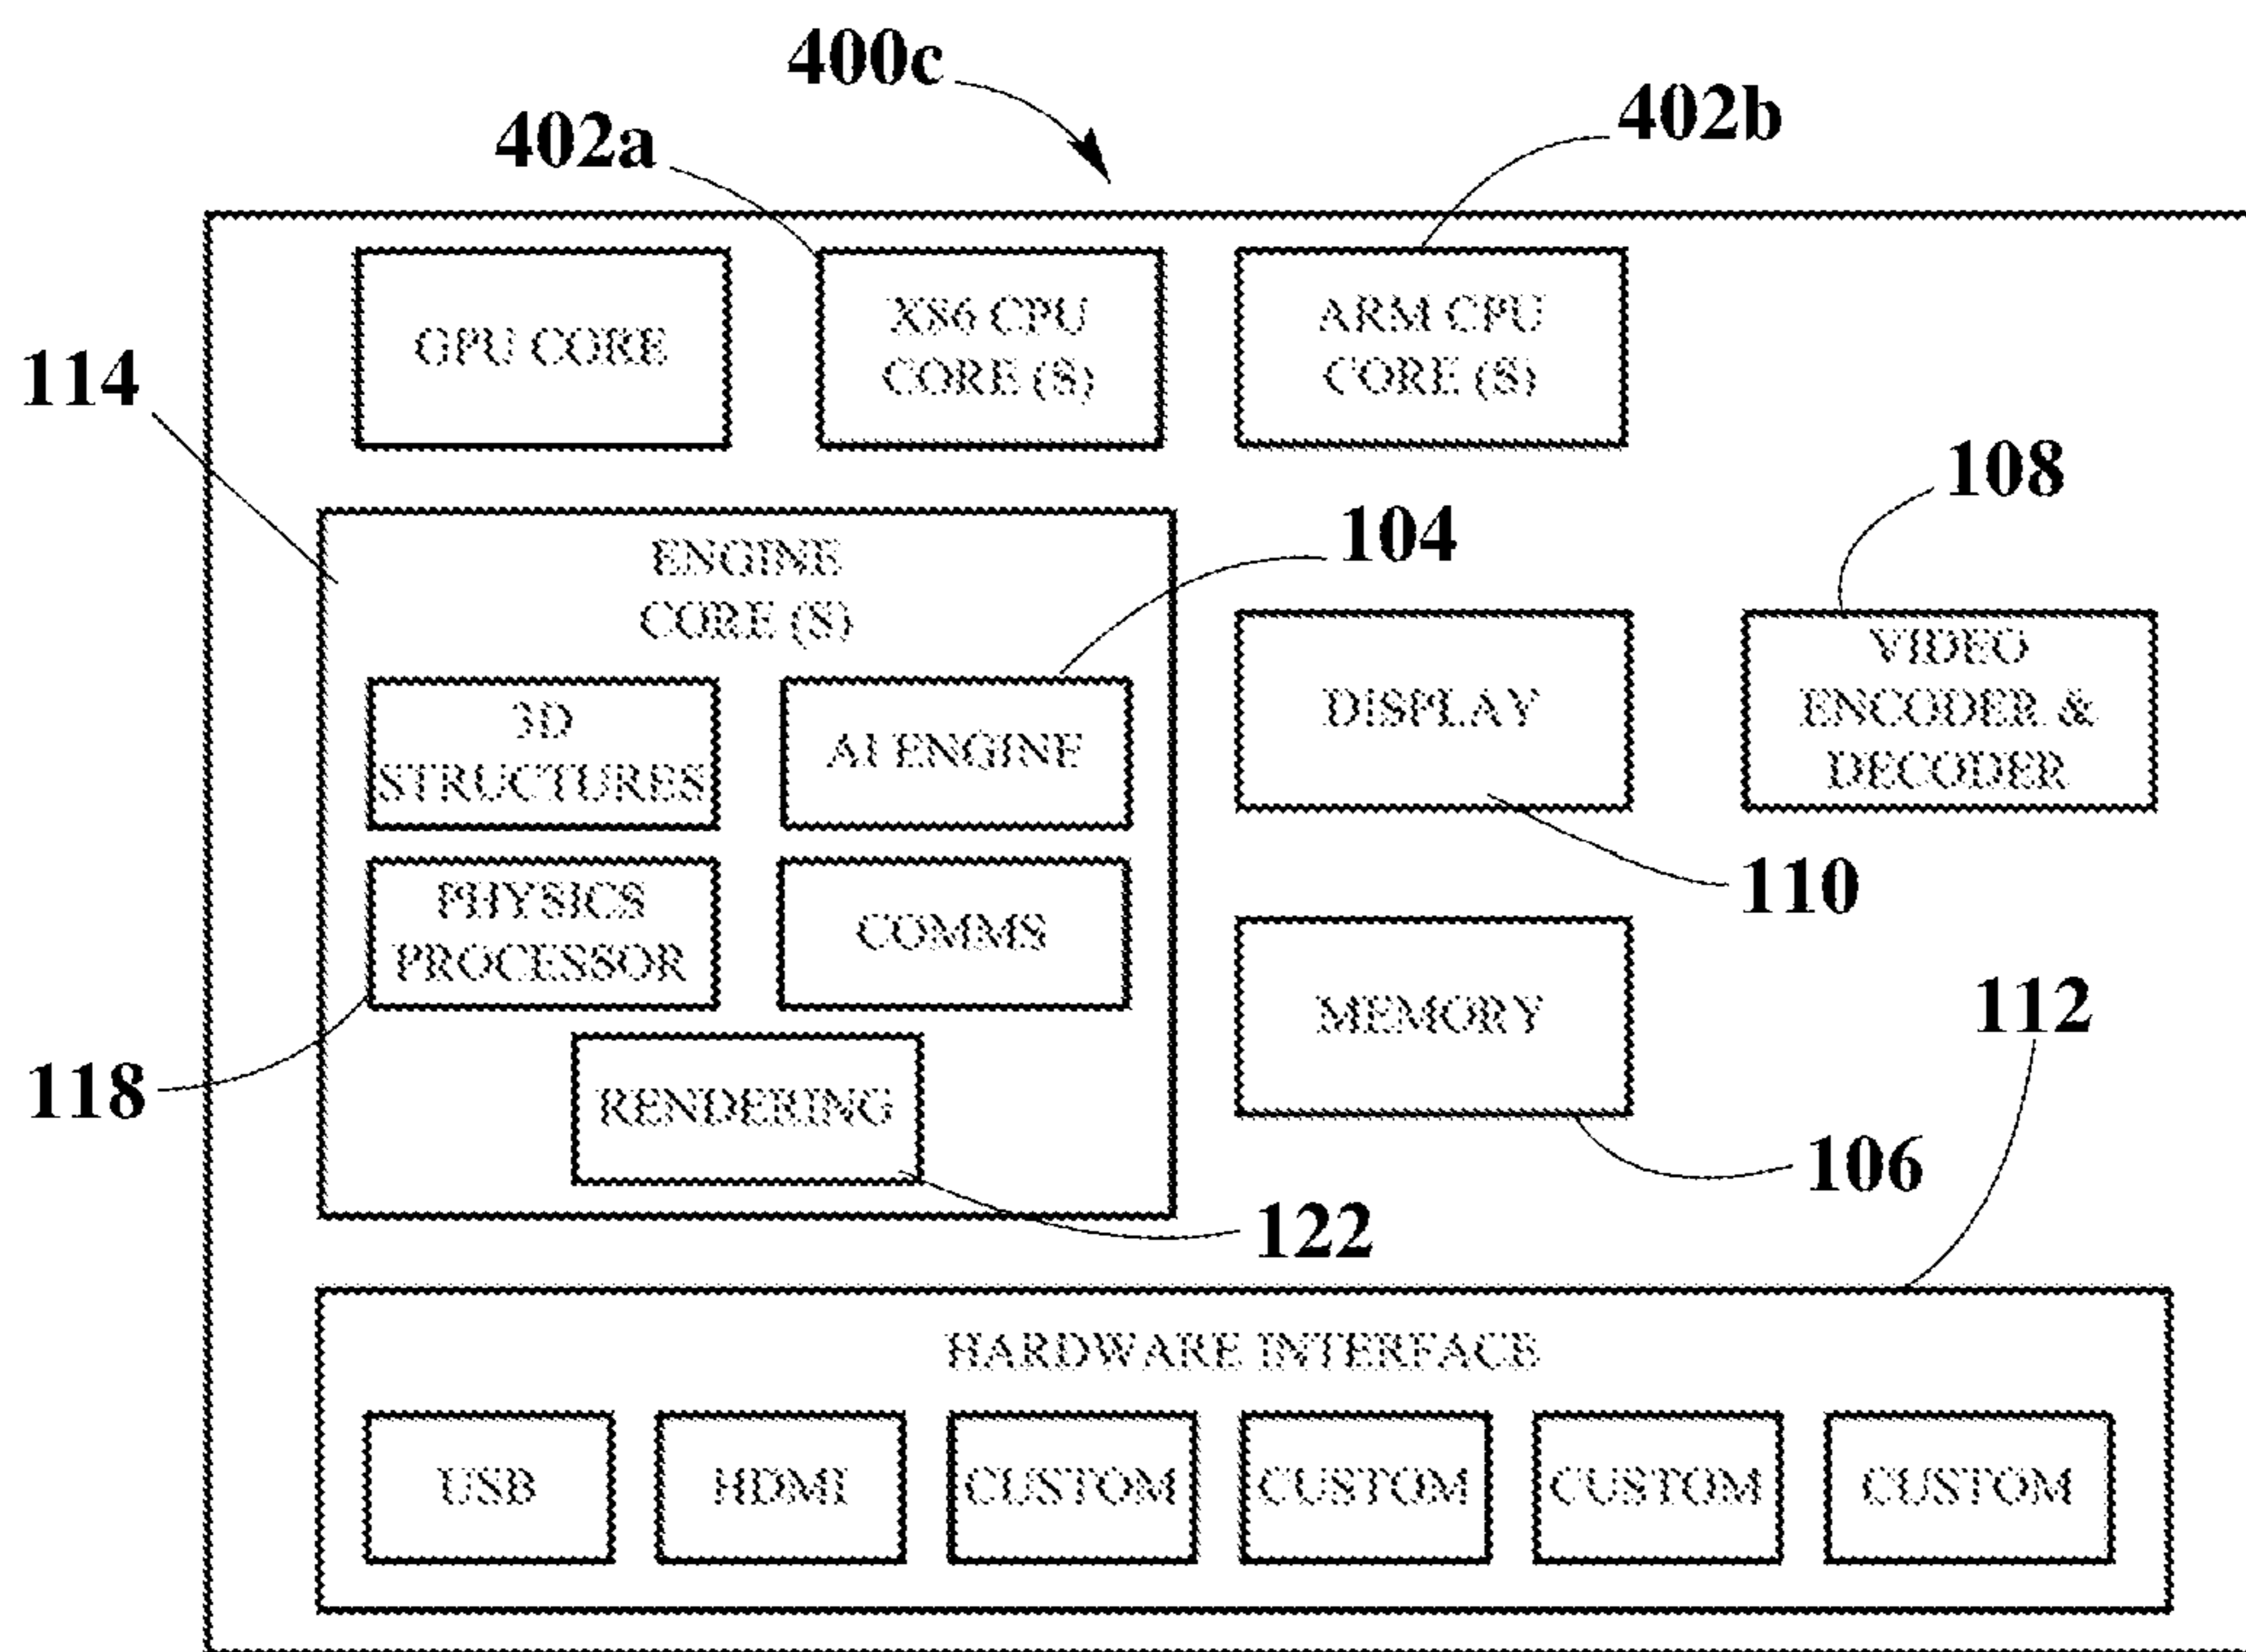 400c
402a
402b
GPU CORE
X86 CPU
CORE (S)
ARM CPU
CORE (S)
114
108
ENGINE
CORE (S)
104
3D
STRUCTURES
AI ENGINE
DISPLAY
VIDEO
ENCODER &
DECODER
110
PHYSICS
PROCESSOR
COMMS
MEMORY
112
118
RENDERING
106
122
HARDWARE INTERFACE
USB
HDMI
CUSTOM
CUSTOM
CUSTOM
CUSTOM